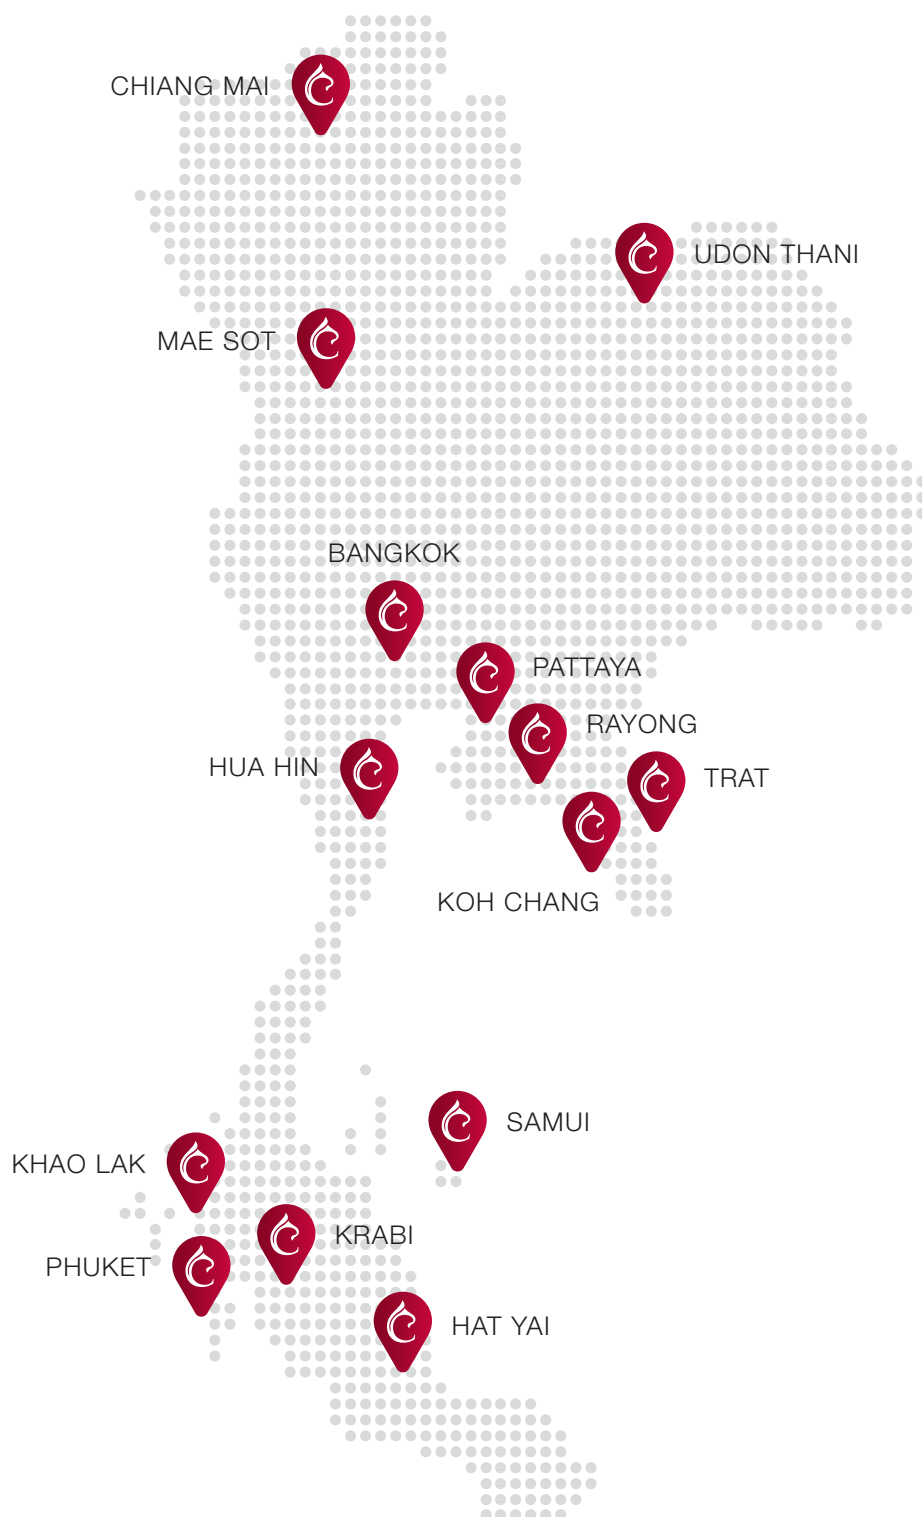 CHIANG MAI
UDON THANI
MAE SOT
BANGKOK
PATTAYA
RAYONG
HUA HIN
TRAT
KOH CHANG
SAMUI
KHAO LAK
KRABI
PHUKET
HAT YAI